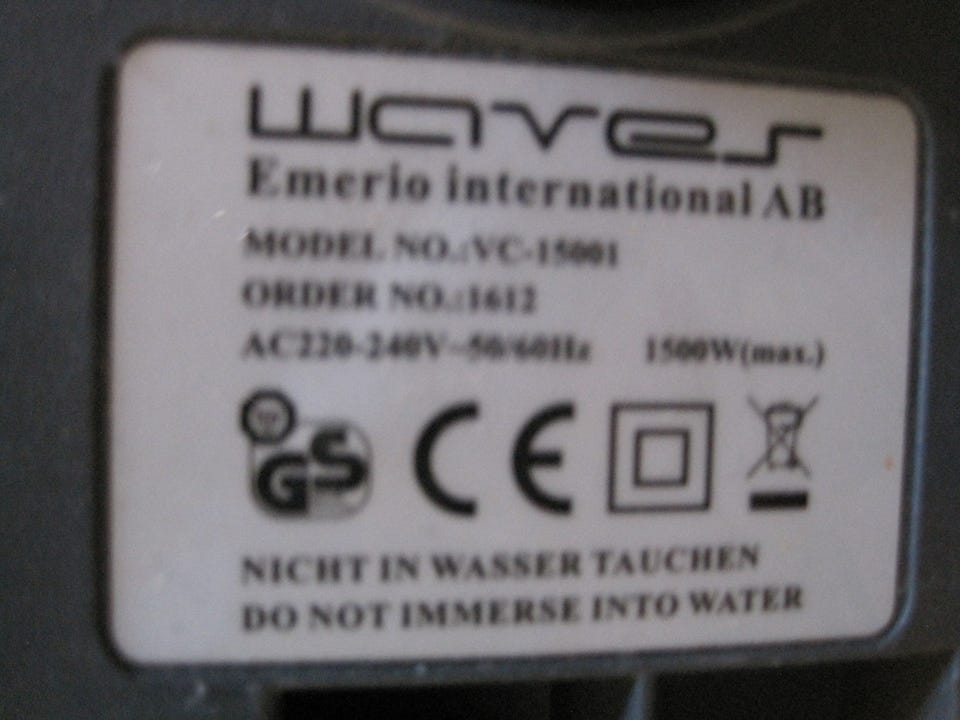 waves
Emerio international AB
MODEL NO.:VC-15001
ORDER NO.:1612
AC220-240V~50/60Hz 1500W(max.)
GS CE
NICHT IN WASSER TAUCHEN
DO NOT IMMERSE INTO WATER